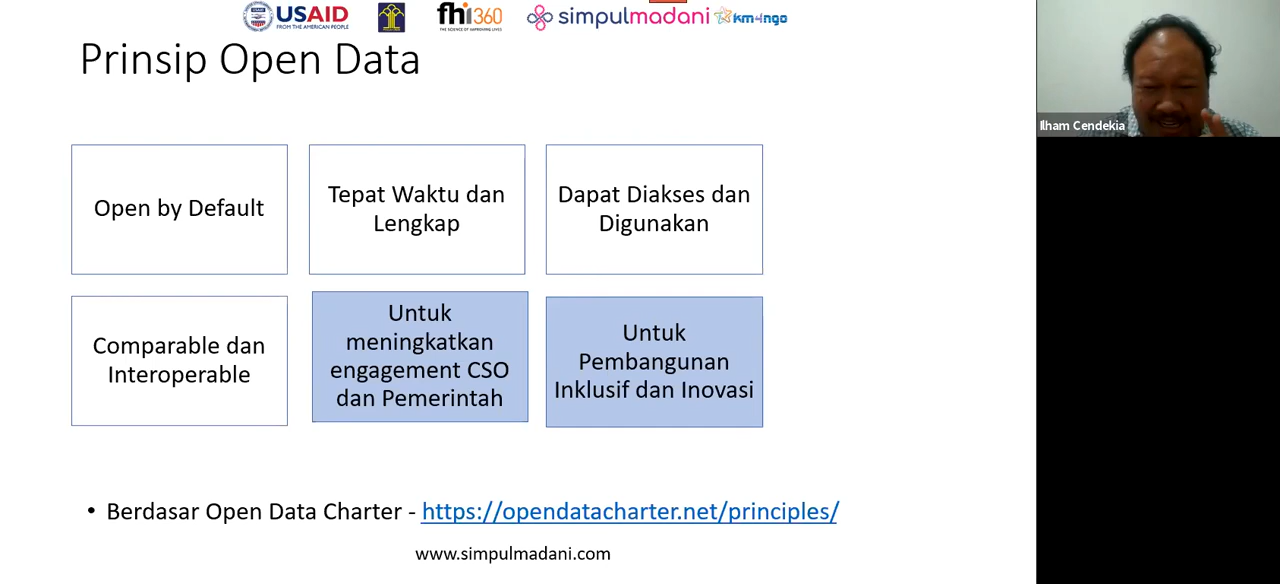 USAID
FROM THE AMERICAN PEOPLE
fhi360
THE SCIENCE OF IMPROVING LIVES
simpulmadani
km4ngo
Prinsip Open Data
Ilham Cendekia
Open by Default
Tepat Waktu dan
Lengkap
Dapat Diakses dan
Digunakan
Comparable dan
Interoperable
Untuk
meningkatkan
engagement CSO
dan Pemerintah
Untuk
Pembangunan
Inklusif dan Inovasi
• Berdasar Open Data Charter - https://opendatacharter.net/principles/
www.simpulmadani.com